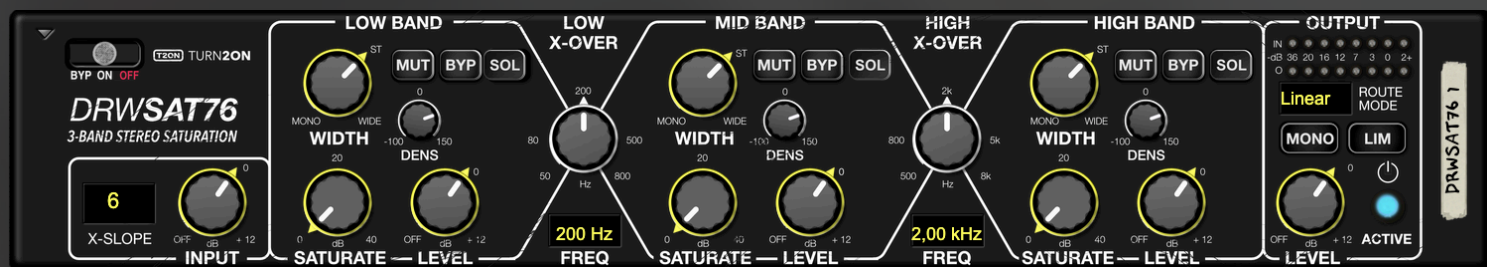 BYP ON OFF
T2ON TURN2ON
DRWSAT76
3-BAND STEREO SATURATION
6
X-SLOPE
0
OFF dB + 12
INPUT
LOW BAND
ST
MONO WIDE
WIDTH
MUT BYP SOL
0
-100 150
DENS
20
0 dB 40
SATURATE
0
OFF dB + 12
LEVEL
LOW
X-OVER
200
80 500
50 800
Hz
200 Hz
FREQ
MID BAND
ST
MONO WIDE
WIDTH
MUT BYP SOL
0
-100 150
DENS
20
0 dB 40
SATURATE
0
OFF dB + 12
LEVEL
HIGH
X-OVER
2k
800 5k
500 8k
Hz
2,00 kHz
FREQ
HIGH BAND
ST
MONO WIDE
WIDTH
MUT BYP SOL
0
-100 150
DENS
20
0 dB 40
SATURATE
0
OFF dB + 12
LEVEL
OUTPUT
IN
-dB 36 20 16 12 7 3 0 2+
O
Linear
ROUTE
MODE
MONO LIM
0
OFF dB + 12
LEVEL
ACTIVE
DRWSAT76 1